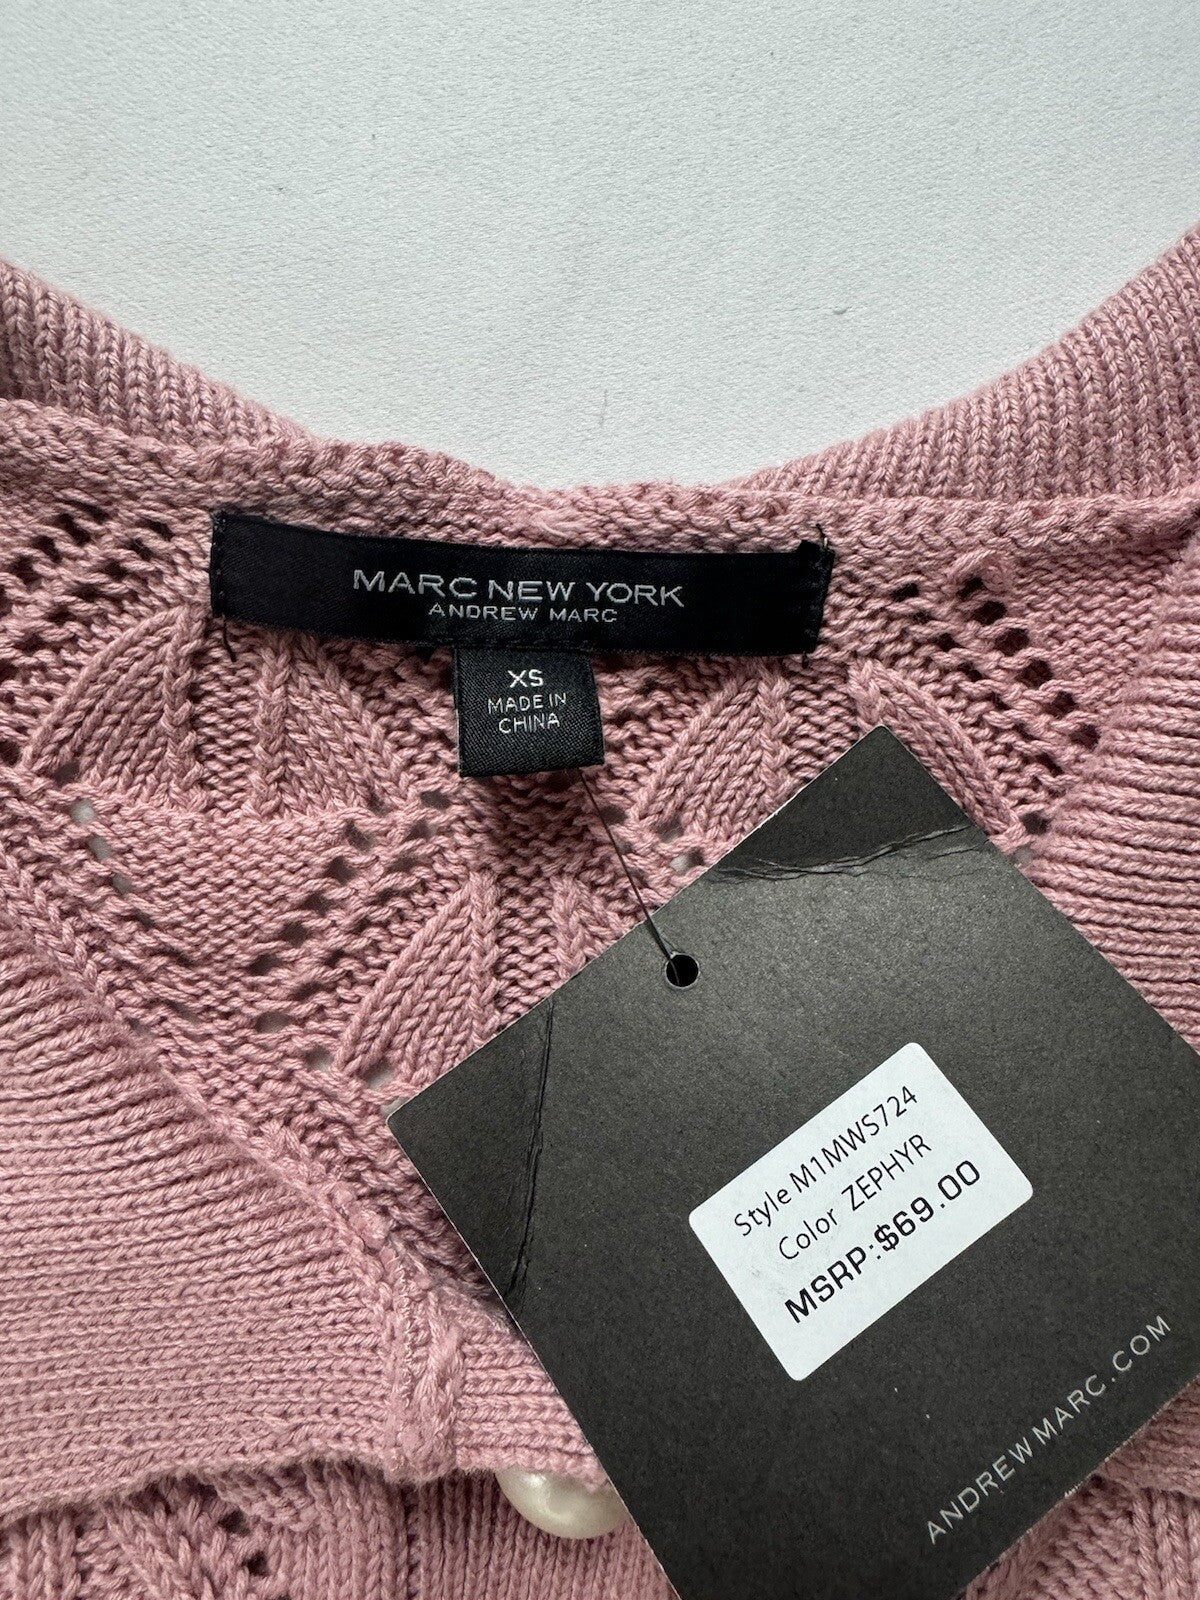 MARC NEW YORK
ANDREW MARC
XS
MADE IN
CHINA
Style M1MWS724
Color ZEPHYR
MSRP:$69.00
ANDREWMARC.COM